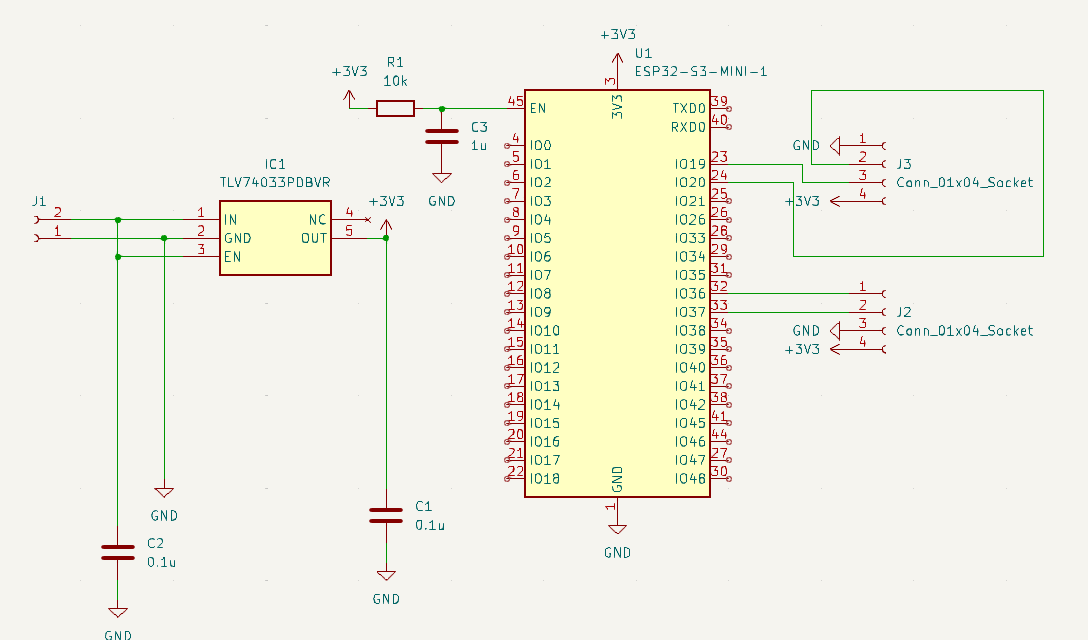 +3V3
R1
10k
+3V3
U1
ESP32-S3-MINI-1
3
3V3
45
EN
C3
1u
GND
4
IO0
5
IO1
6
IO2
7
IO3
8
IO4
9
IO5
10
IO6
11
IO7
12
IO8
13
IO9
14
IO10
15
IO11
16
IO12
17
IO13
18
IO14
19
IO15
20
IO16
21
IO17
22
IO18
TXD0
39
RXD0
40
IO19
23
IO20
24
IO21
25
IO26
26
IO33
28
IO34
29
IO35
31
IO36
32
IO37
33
IO38
34
IO39
35
IO40
36
IO41
37
IO42
38
IO45
41
IO46
44
IO47
27
IO48
30
GND
1
GND
GND
1
2
3
+3V3
4
J3
Conn_01x04_Socket
1
2
GND
3
+3V3
4
J2
Conn_01x04_Socket
J1
2
1
IC1
TLV74033PDBVR
1
IN
2
GND
3
EN
NC
4
OUT
5
+3V3
GND
C1
0.1u
GND
C2
0.1u
GND